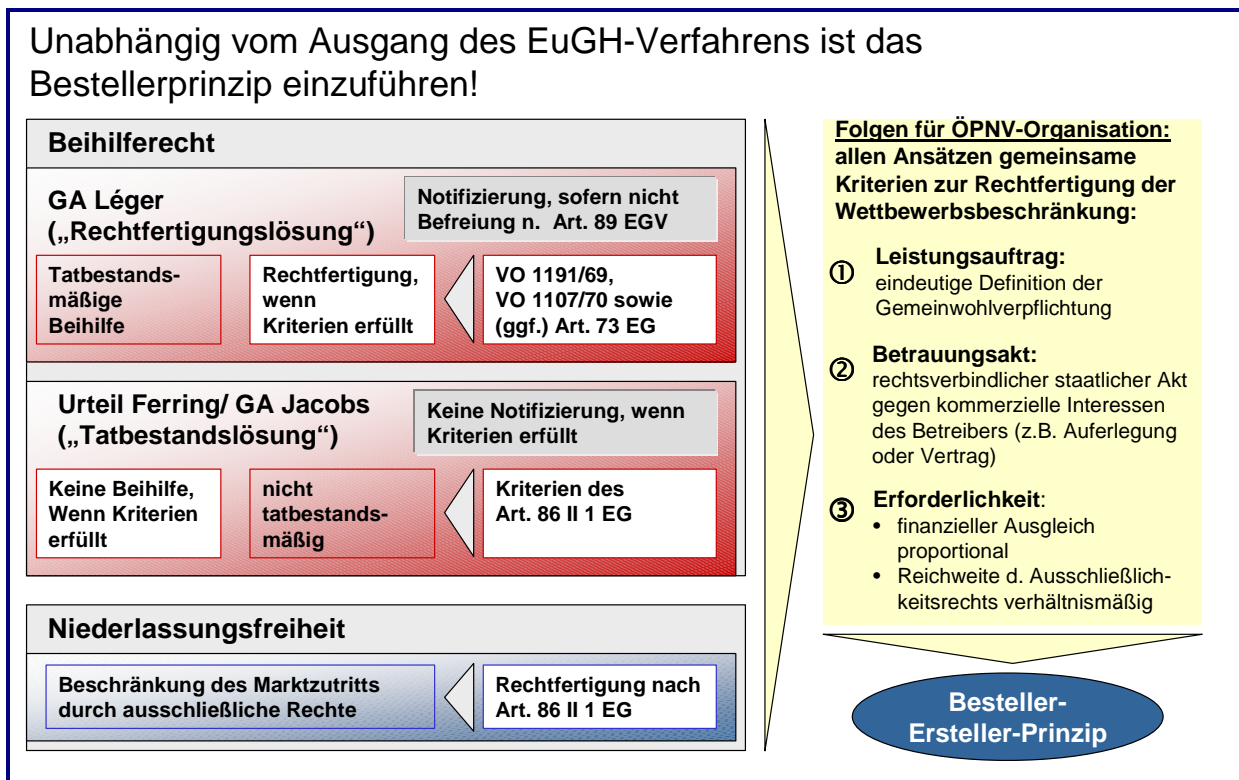 Unabhängig vom Ausgang des EuGH-Verfahrens ist das
Bestellerprinzip einzuführen!
Beihilferecht
GA Léger
(„Rechtfertigungslösung“)
Notifizierung, sofern nicht
Befreiung n. Art. 89 EGV
Tatbestands-
mäßige
Beihilfe
Rechtfertigung,
wenn
Kriterien erfüllt
VO 1191/69,
VO 1107/70 sowie
(ggf.) Art. 73 EG
Urteil Ferring/ GA Jacobs
(„Tatbestandslösung“)
Keine Notifizierung, wenn
Kriterien erfüllt
Keine Beihilfe,
Wenn Kriterien
erfüllt
nicht
tatbestands-
mäßig
Kriterien des
Art. 86 II 1 EG
Niederlassungsfreiheit
Beschränkung des Marktzutritts
durch ausschließliche Rechte
Rechtfertigung nach
Art. 86 II 1 EG
Folgen für ÖPNV-Organisation:
allen Ansätzen gemeinsame
Kriterien zur Rechtfertigung der
Wettbewerbsbeschränkung:
① Leistungsauftrag:
eindeutige Definition der
Gemeinwohlverpflichtung
② Betrauungsakt:
rechtsverbindlicher staatlicher Akt
gegen kommerzielle Interessen
des Betreibers (z.B. Auferlegung
oder Vertrag)
③ Erforderlichkeit:
• finanzieller Ausgleich
proportional
• Reichweite d. Ausschließlich-
keitsrechts verhältnismäßig
Besteller-
Ersteller-Prinzip